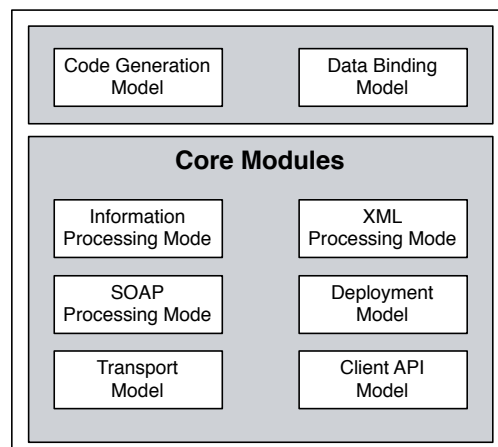 Code Generation
Model
Data Binding
Model
Core Modules
Information
Processing Mode
XML
Processing Mode
SOAP
Processing Mode
Deployment
Model
Transport
Model
Client API
Model